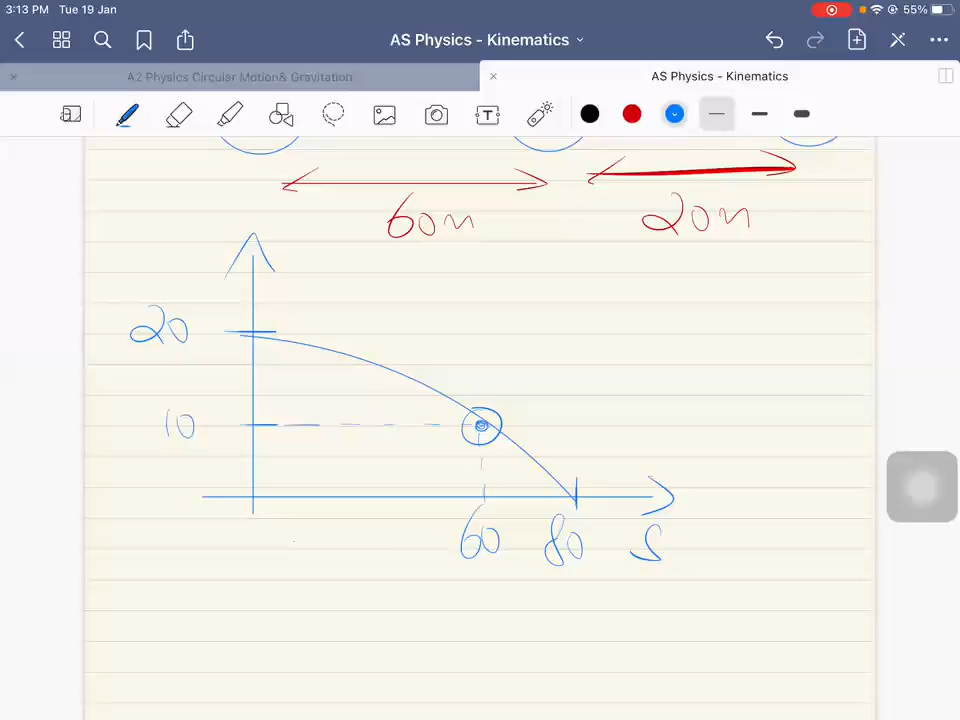 3:13 PM Tue 19 Jan
55%
AS Physics - Kinematics
A2 Physics Circular Motion& Gravitation
AS Physics - Kinematics
60m
20m
20
10
60 80 S